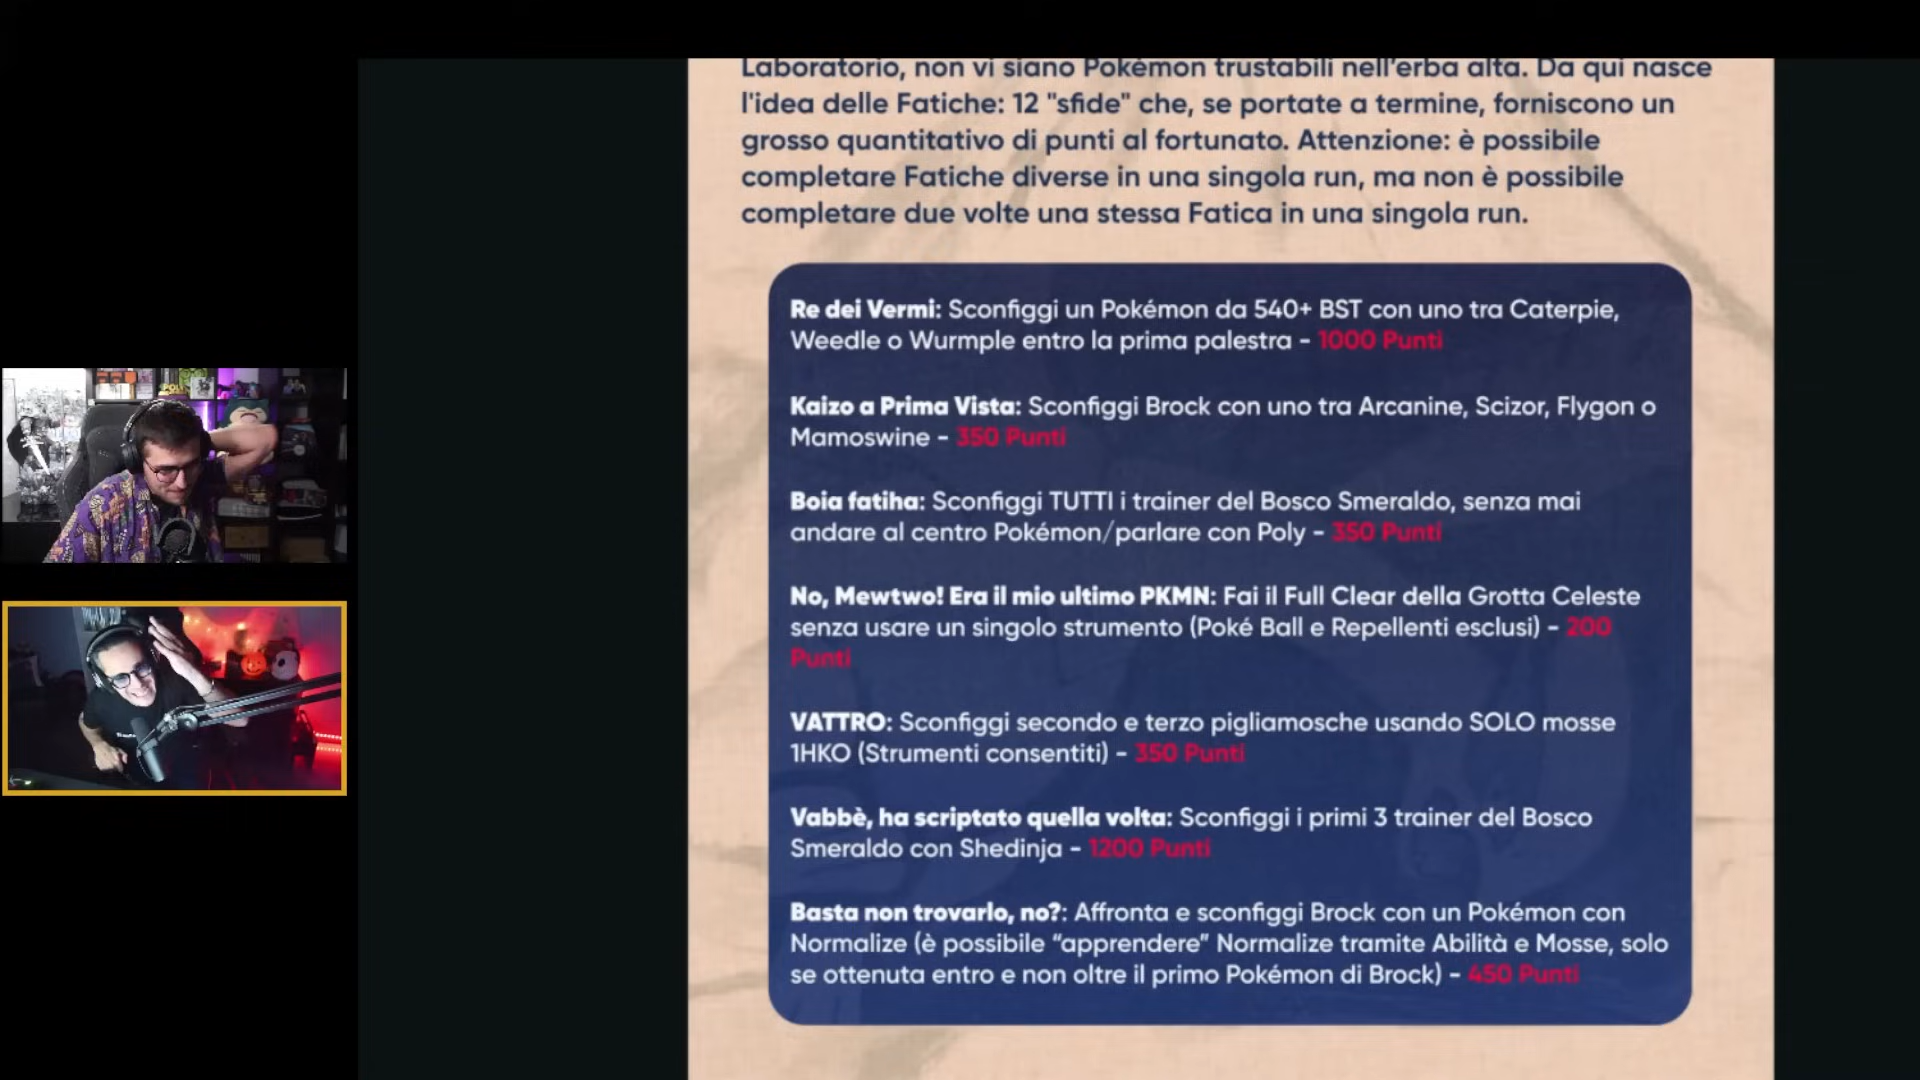 Laboratorio, non vi siano Pokémon trustabili nell'erba alta. Da qui nasce
l'idea delle Fatiche: 12 "sfide" che, se portate a termine, forniscono un
grosso quantitativo di punti al fortunato. Attenzione: è possibile
completare Fatiche diverse in una singola run, ma non è possibile
completare due volte una stessa Fatica in una singola run.
Re dei Vermi: Sconfiggi un Pokémon da 540+ BST con uno tra Caterpie,
Weedle o Wurmple entro la prima palestra - 1000 Punti
Kaizo a Prima Vista: Sconfiggi Brock con uno tra Arcanine, Scizor, Flygon o
Mamoswine - 350 Punti
Boia fatiha: Sconfiggi TUTTI i trainer del Bosco Smeraldo, senza mai
andare al centro Pokémon/parlare con Poly - 350 Punti
No, Mewtwo! Era il mio ultimo PKMN: Fai il Full Clear della Grotta Celeste
senza usare un singolo strumento (Poké Ball e Repellenti esclusi) - 200
Punti
VATTRO: Sconfiggi secondo e terzo pigliamosche usando SOLO mosse
1HKO (Strumenti consentiti) - 350 Punti
Vabbè, ha scriptato quella volta: Sconfiggi i primi 3 trainer del Bosco
Smeraldo con Shedinja - 1200 Punti
Basta non trovarlo, no?: Affronta e sconfiggi Brock con un Pokémon con
Normalize (è possibile “apprendere” Normalize tramite Abilità e Mosse, solo
se ottenuta entro e non oltre il primo Pokémon di Brock) - 450 Punti
POLY